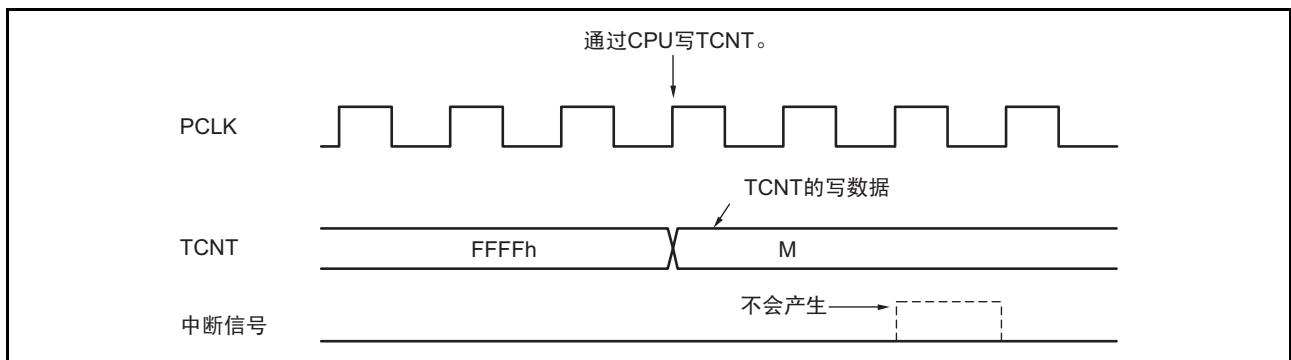 通过CPU写TCNT。
PCLK
TCNT的写数据
TCNT
FFFFh
M
不会产生
中断信号